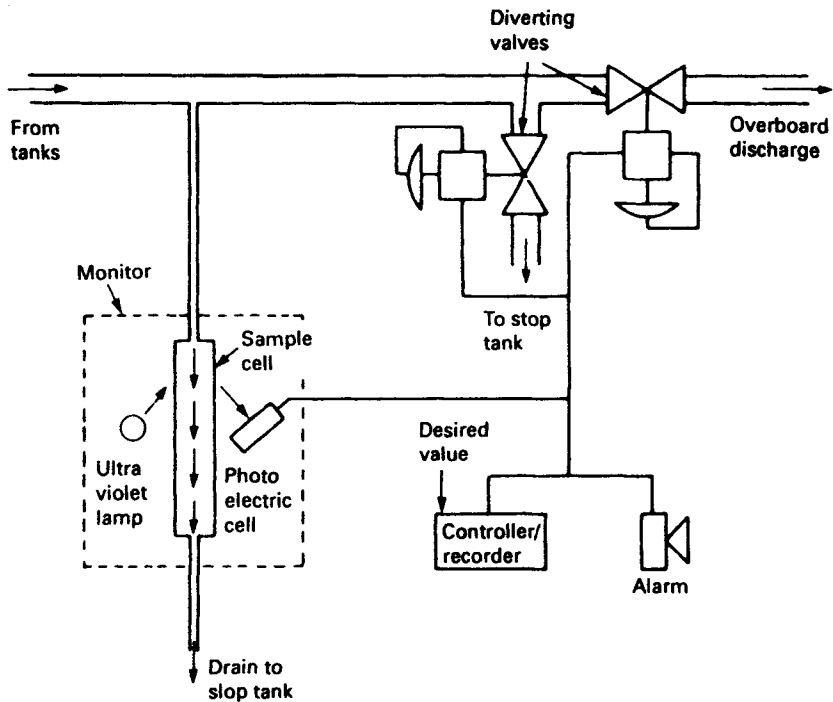 Diverting
valves
From
tanks
Overboard
discharge
Monitor
To stop
tank
Sample
cell
Desired
value
Ultra
violet
lamp
Photo
electric
cell
Controller/
recorder
Alarm
Drain to
slop tank